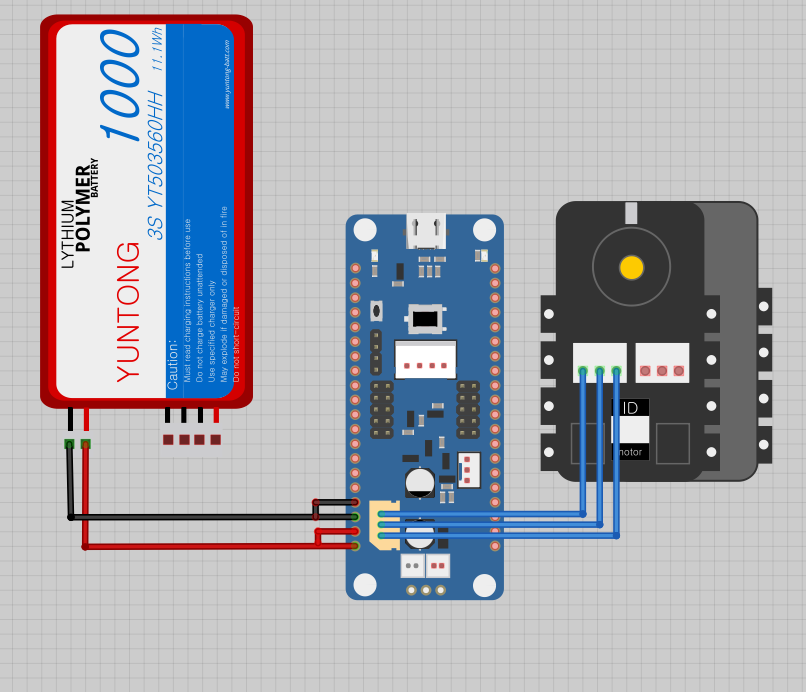 1000
3S YT503560HH 11.1Wh
LYTHIUM
POLYMER
BATTERY
YUNTONG
www.yuntong-batt.com
Caution:
Must read charging instructions before use
Do not charge battery unattended
Use specified charger only
May explode if damaged or disposed of in fire
Do not short-circuit
ID
motor